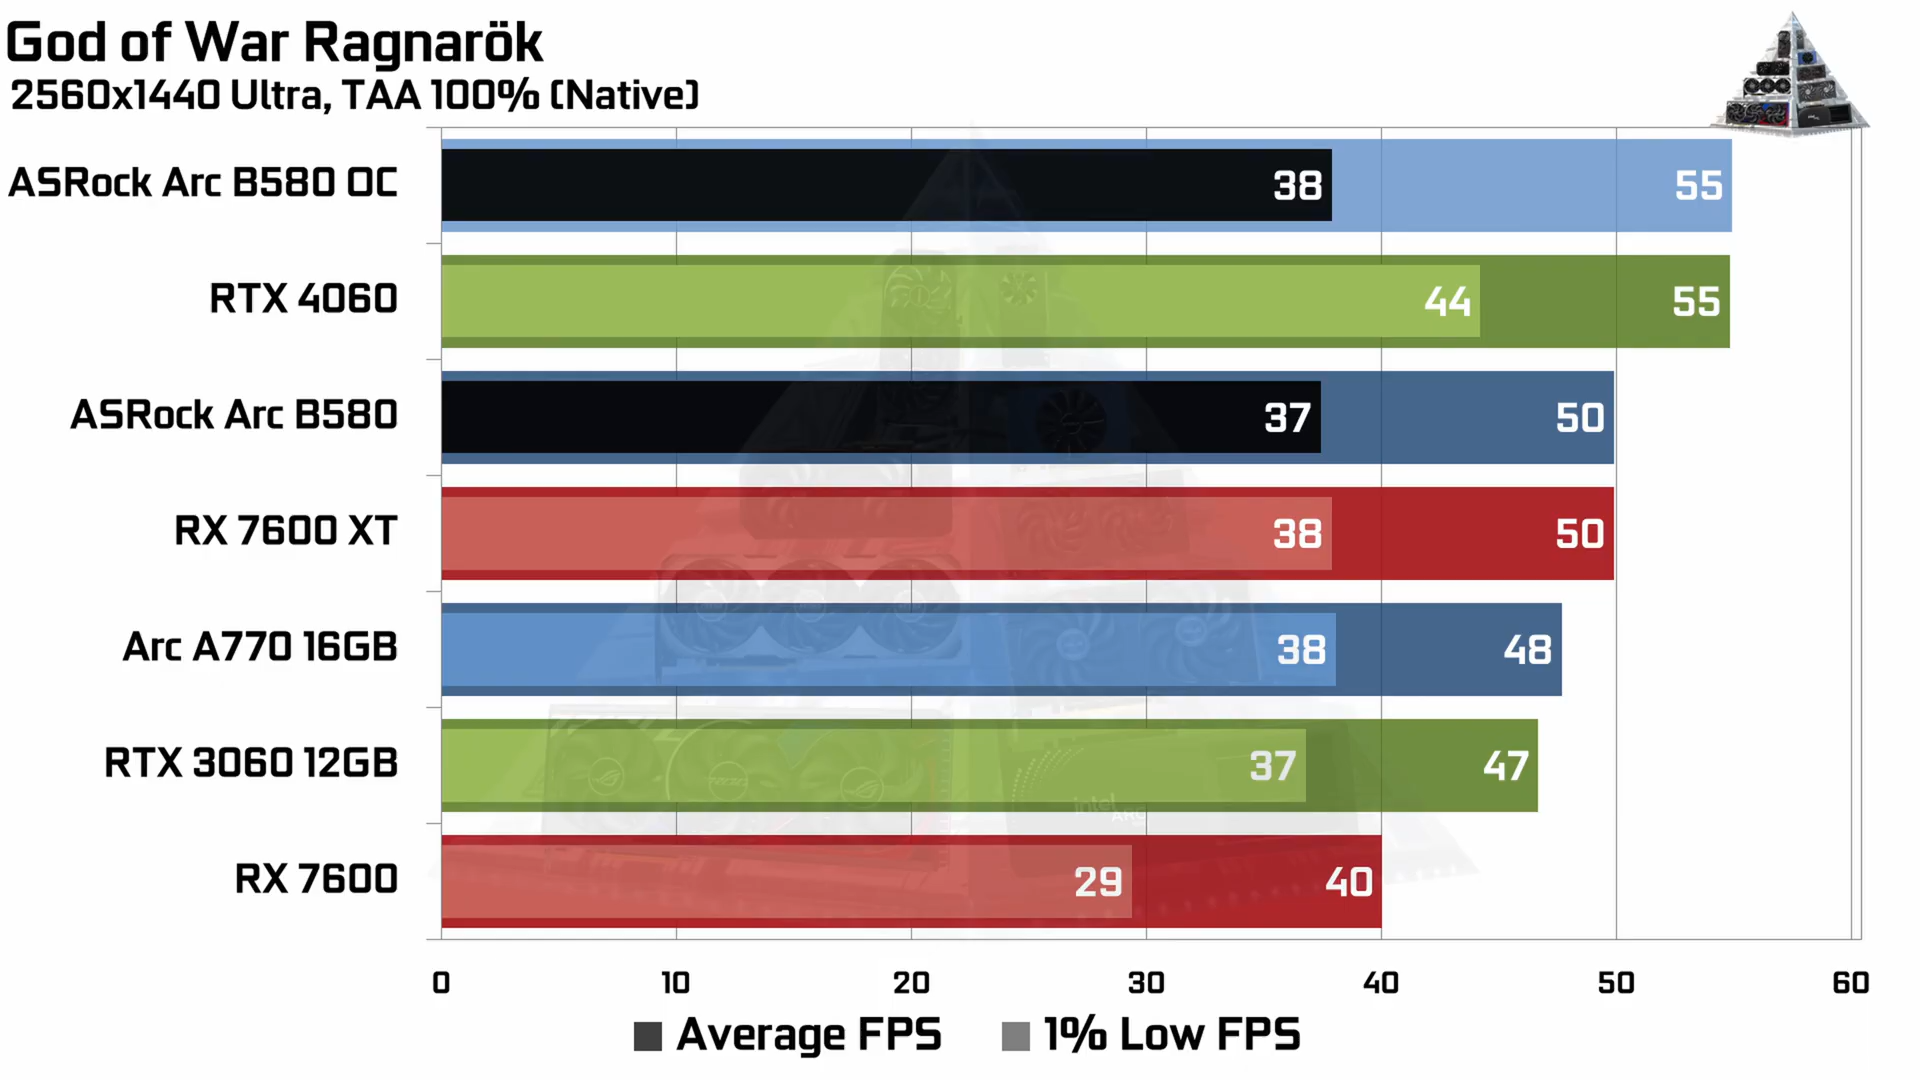 God of War Ragnarök
2560x1440 Ultra, TAA 100% (Native)
ASRock Arc B580 OC 38 55
RTX 4060 44 55
ASRock Arc B580 37 50
RX 7600 XT 38 50
Arc A770 16GB 38 48
RTX 3060 12GB 37 47
intel
ARC
RX 7600 29 40
0 10 20 30 40 50 60
Average FPS 1% Low FPS